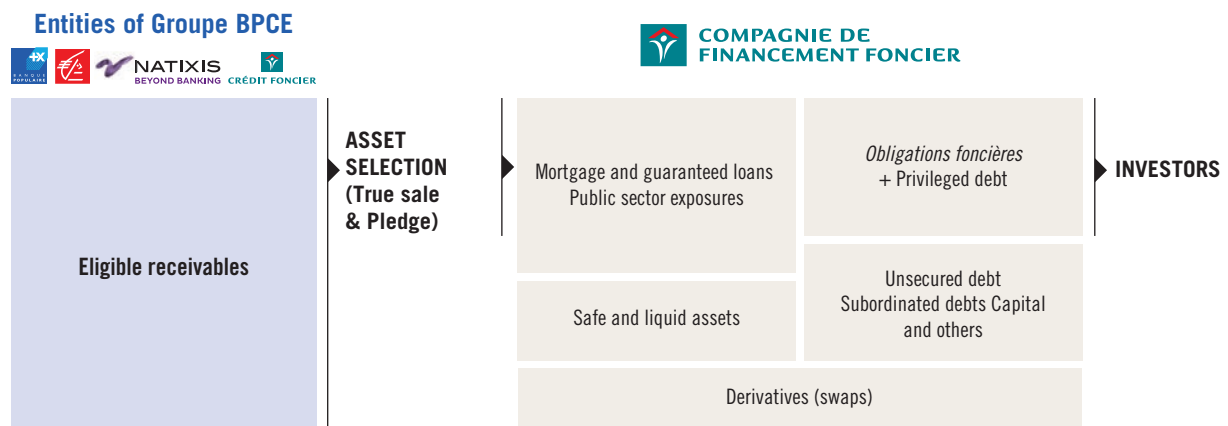 Entities of Groupe BPCE
BANQUE
POPULAIRE
NATIXIS
BEYOND BANKING
CRÉDIT FONCIER
COMPAGNIE DE
FINANCEMENT FONCIER
Eligible receivables
ASSET
SELECTION
(True sale
& Pledge)
Mortgage and guaranteed loans
Public sector exposures
Safe and liquid assets
Obligations foncières
+ Privileged debt
Unsecured debt
Subordinated debts Capital
and others
Derivatives (swaps)
INVESTORS